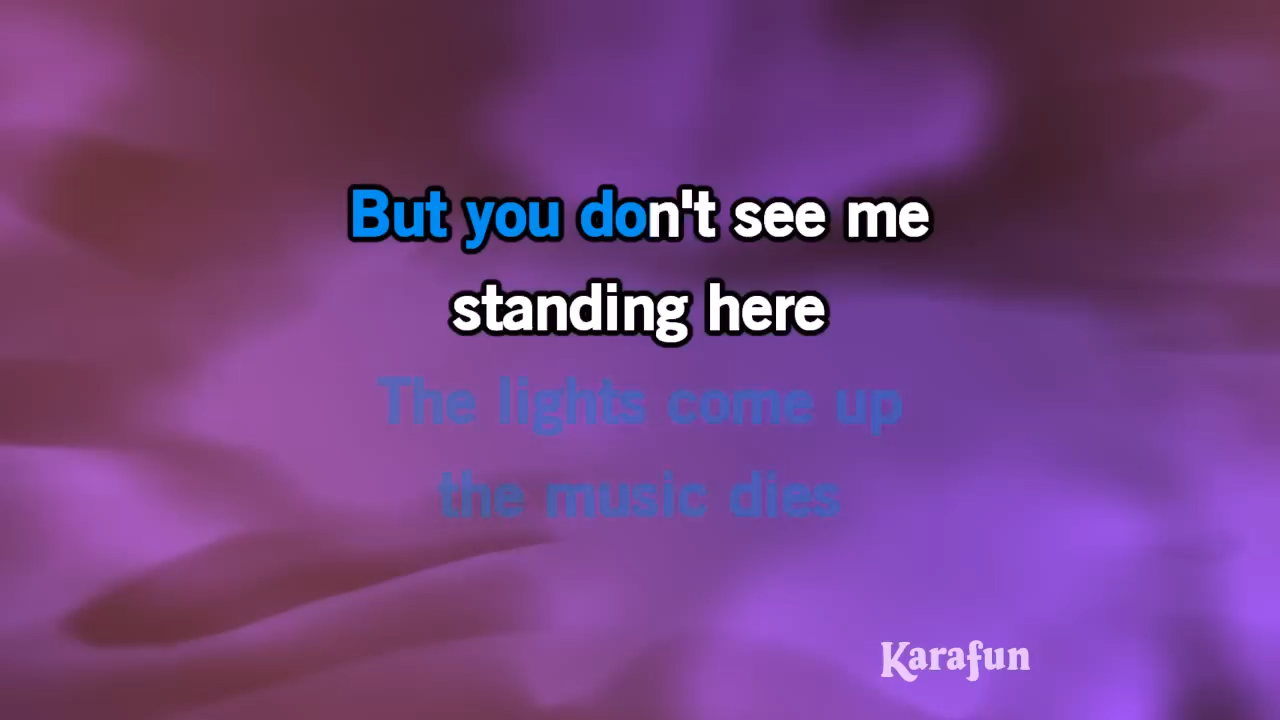 But you don't see me
standing here
The lights come up
the music dies
Karafun